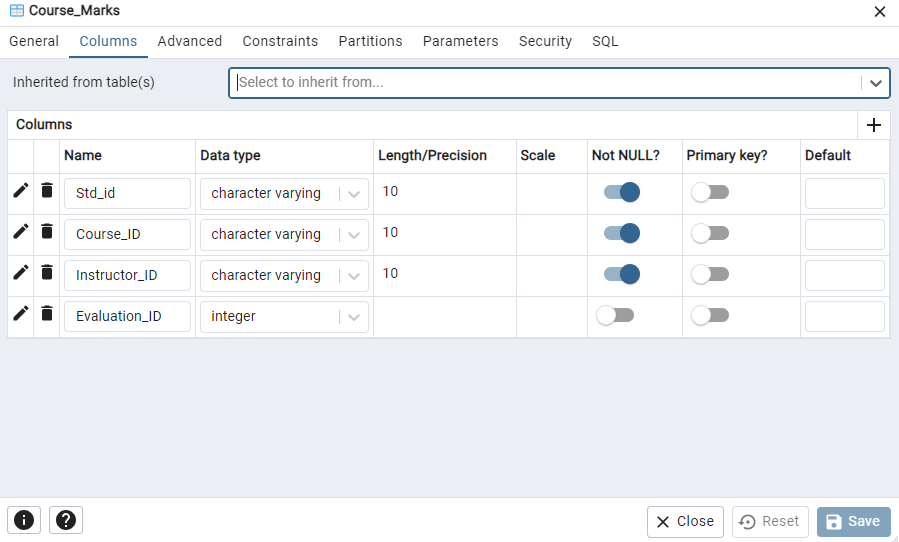 Course_Marks
General Columns Advanced Constraints Partitions Parameters Security SQL
Inherited from table(s) Select to inherit from...
Columns
Name Data type Length/Precision Scale Not NULL? Primary key? Default
Std_id character varying 10
Course_ID character varying 10
Instructor_ID character varying 10
Evaluation_ID integer
Close Reset Save